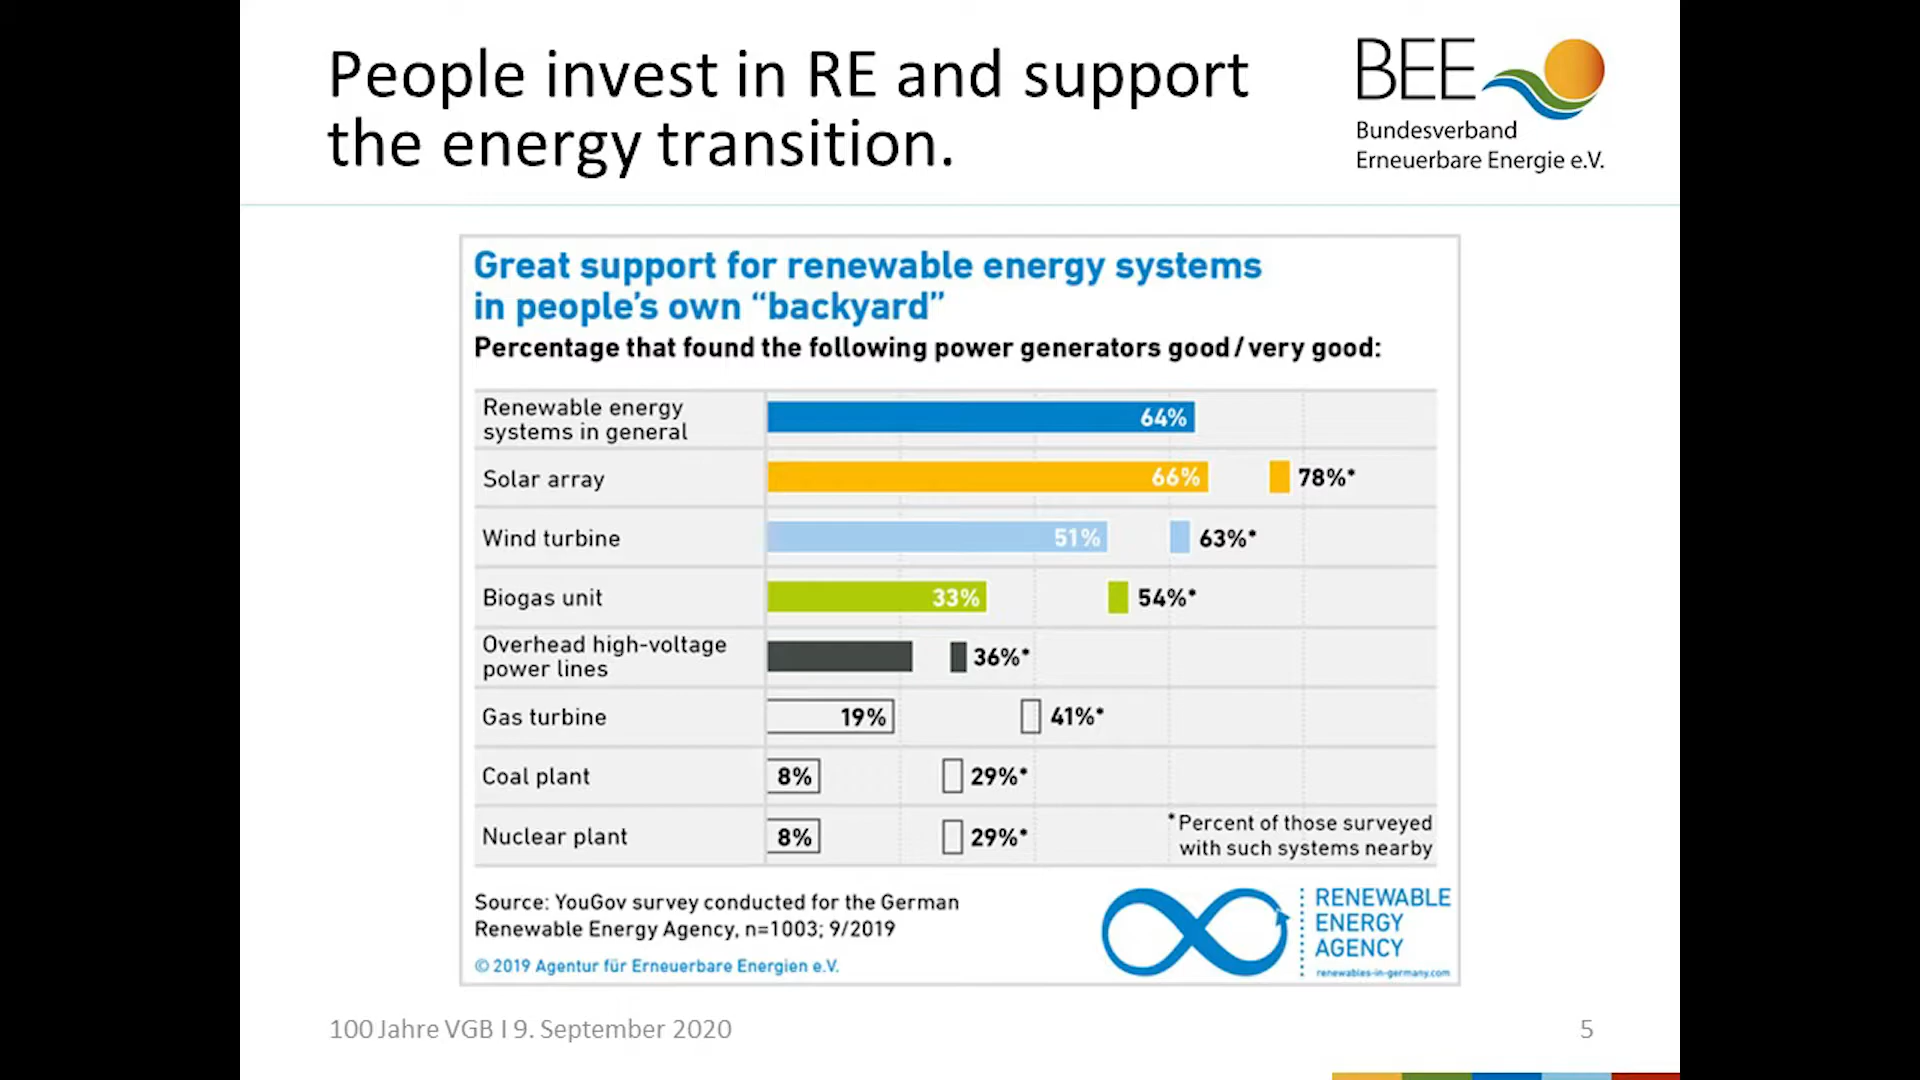 People invest in RE and support
the energy transition.
BEE
Bundesverband
Erneuerbare Energie e.V.
Great support for renewable energy systems
in people's own “backyard”
Percentage that found the following power generators good/very good:
Renewable energy
systems in general
64%
Solar array
66%
78%*
Wind turbine
51%
63%*
Biogas unit
33%
54%*
Overhead high-voltage
power lines
36%*
Gas turbine
19%
41%*
Coal plant
8%
29%*
Nuclear plant
8%
29%*
*Percent of those surveyed
with such systems nearby
Source: YouGov survey conducted for the German
Renewable Energy Agency, n=1003; 9/2019
© 2019 Agentur für Erneuerbare Energien e.V.
RENEWABLE
ENERGY
AGENCY
renewables-in-germany.com
100 Jahre VGB I 9. September 2020
5